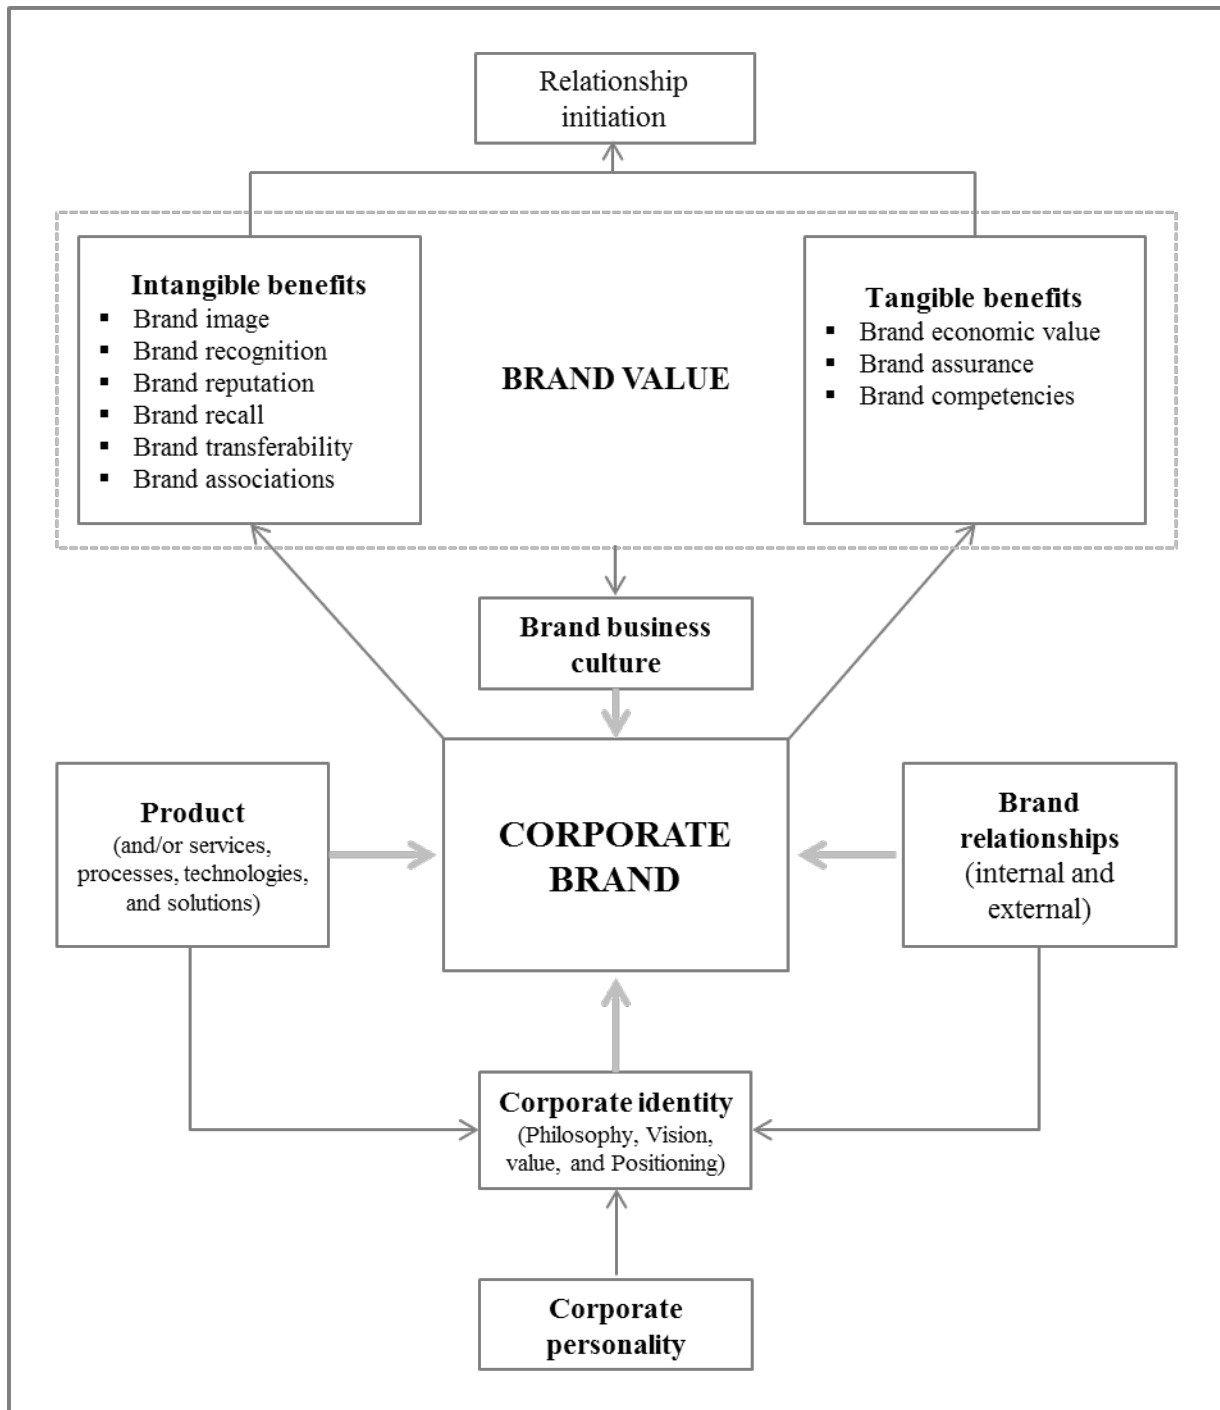 Relationship
initiation
Intangible benefits
▪ Brand image
▪ Brand recognition
▪ Brand reputation
▪ Brand recall
▪ Brand transferability
▪ Brand associations
BRAND VALUE
Tangible benefits
▪ Brand economic value
▪ Brand assurance
▪ Brand competencies
Brand business
culture
Product
(and/or services,
processes, technologies,
and solutions)
CORPORATE
BRAND
Brand
relationships
(internal and
external)
Corporate identity
(Philosophy, Vision,
value, and Positioning)
Corporate
personality